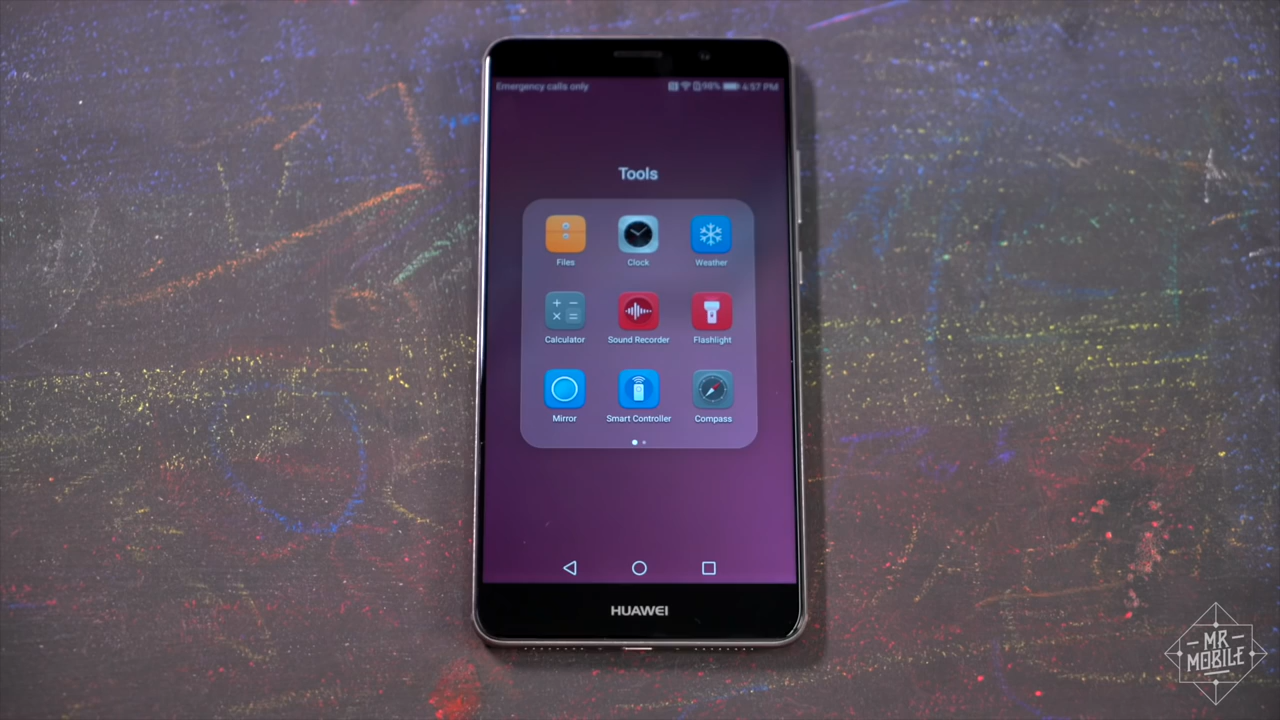 Emergency calls only 98% 4:57 PM
Tools
Files Clock Weather
Calculator Sound Recorder Flashlight
Mirror Smart Controller Compass
HUAWEI
MR
MOBILE